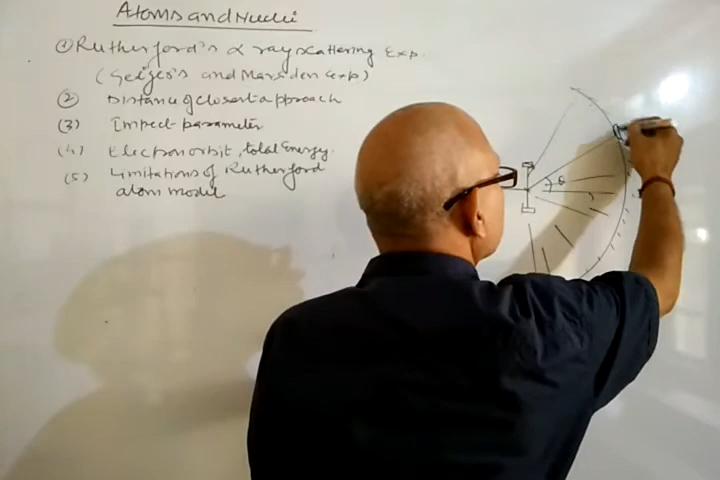 Atoms and Nuclei
(1) Rutherford's α ray scattering Exp.
(Geiger's and Marsden Exp)
(2) Distance of closest approach
(3) Impact parameter
(4) Electron orbit, total Energy.
(5) Limitations of Rutherford
atom model
θ